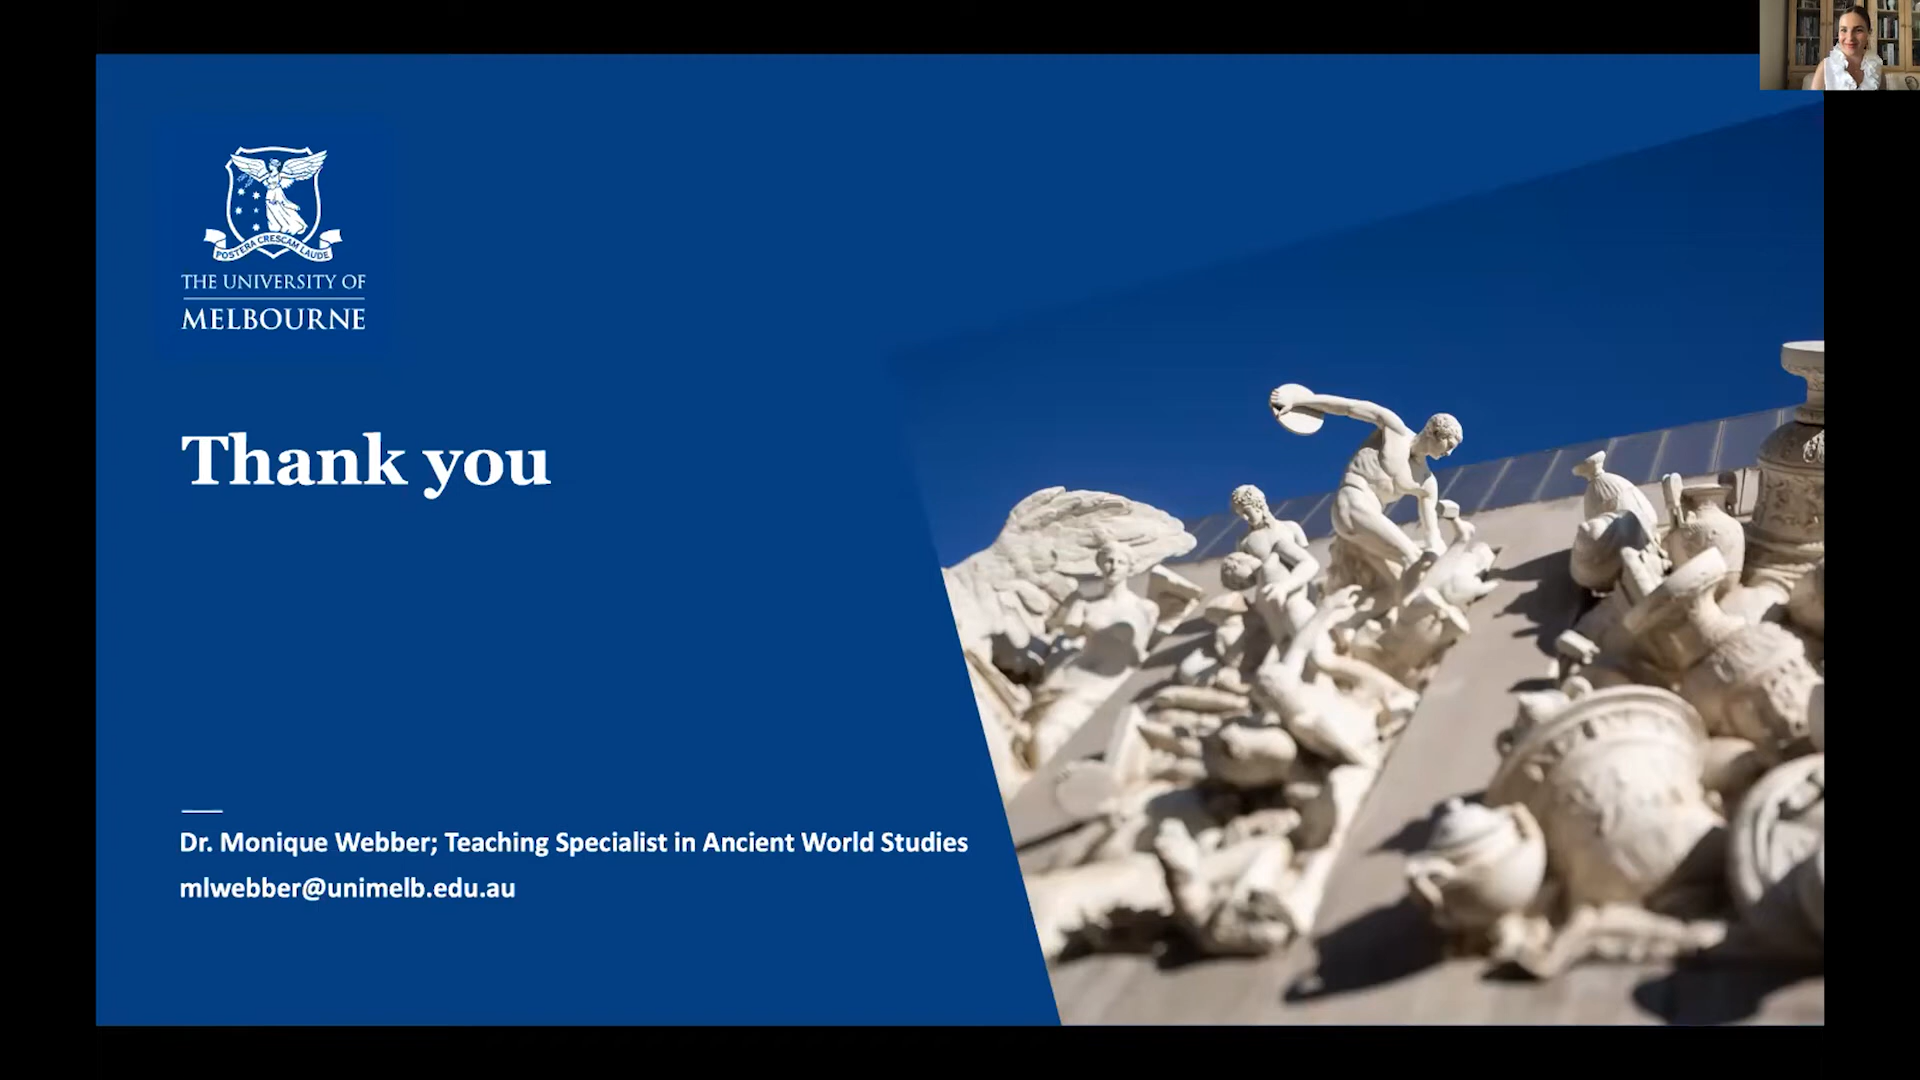 POSTERA CRESCAM LAUDE
THE UNIVERSITY OF
MELBOURNE
Thank you
Dr. Monique Webber; Teaching Specialist in Ancient World Studies
mlwebber@unimelb.edu.au